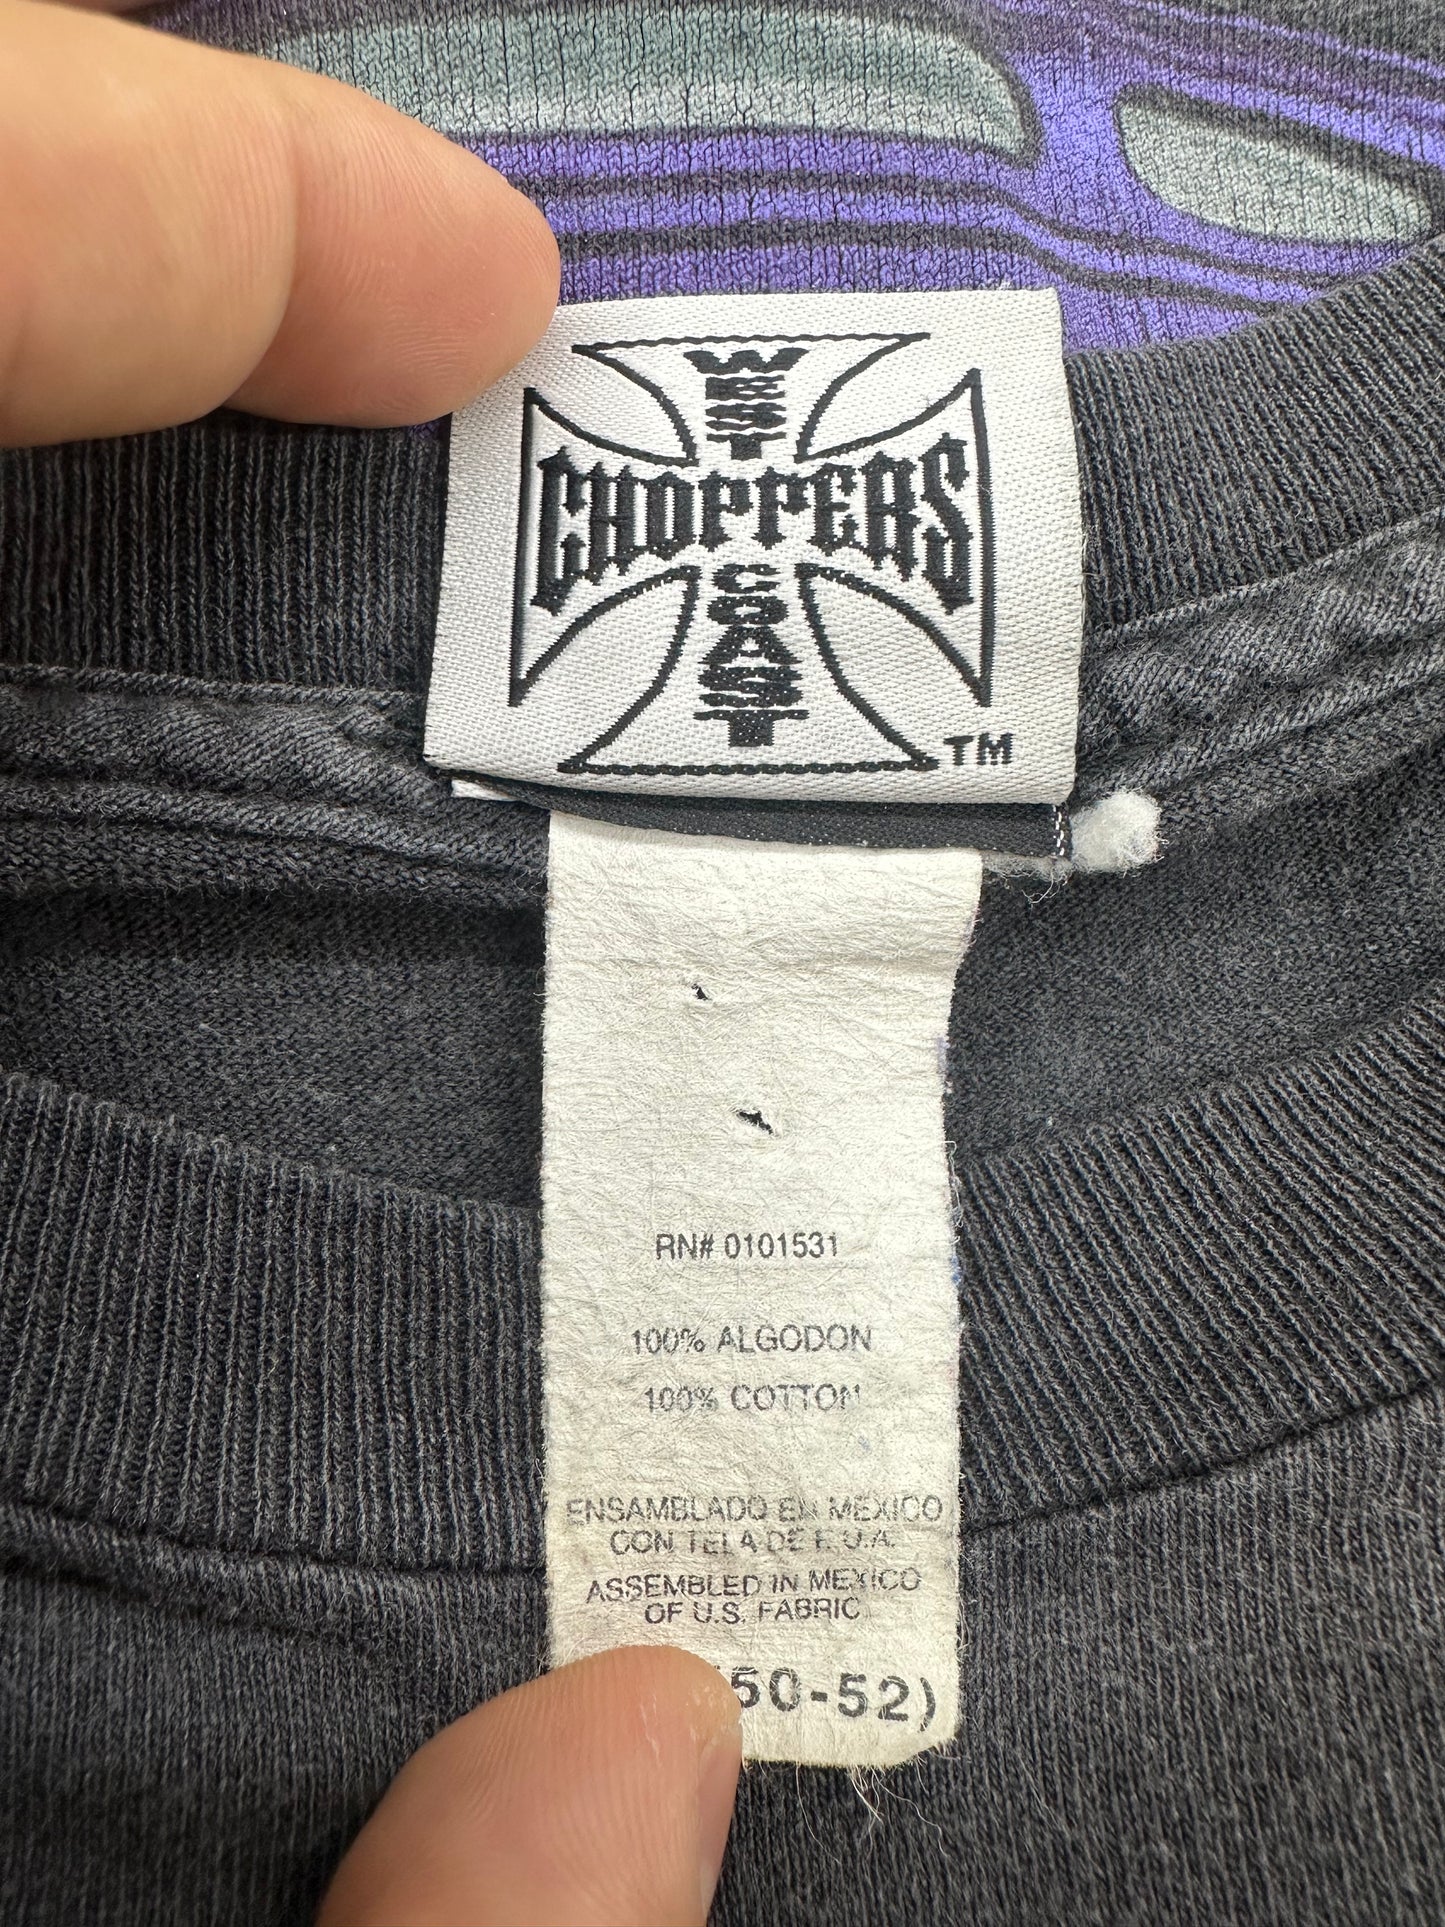 WEST
CHOPPERS
COAST
TM
RN# 0101531
100% ALGODON
100% COTTON
ENSAMBLADO EN MEXICO
CON TELA DE E.U.A.
ASSEMBLED IN MEXICO
OF U.S. FABRIC
50-52)